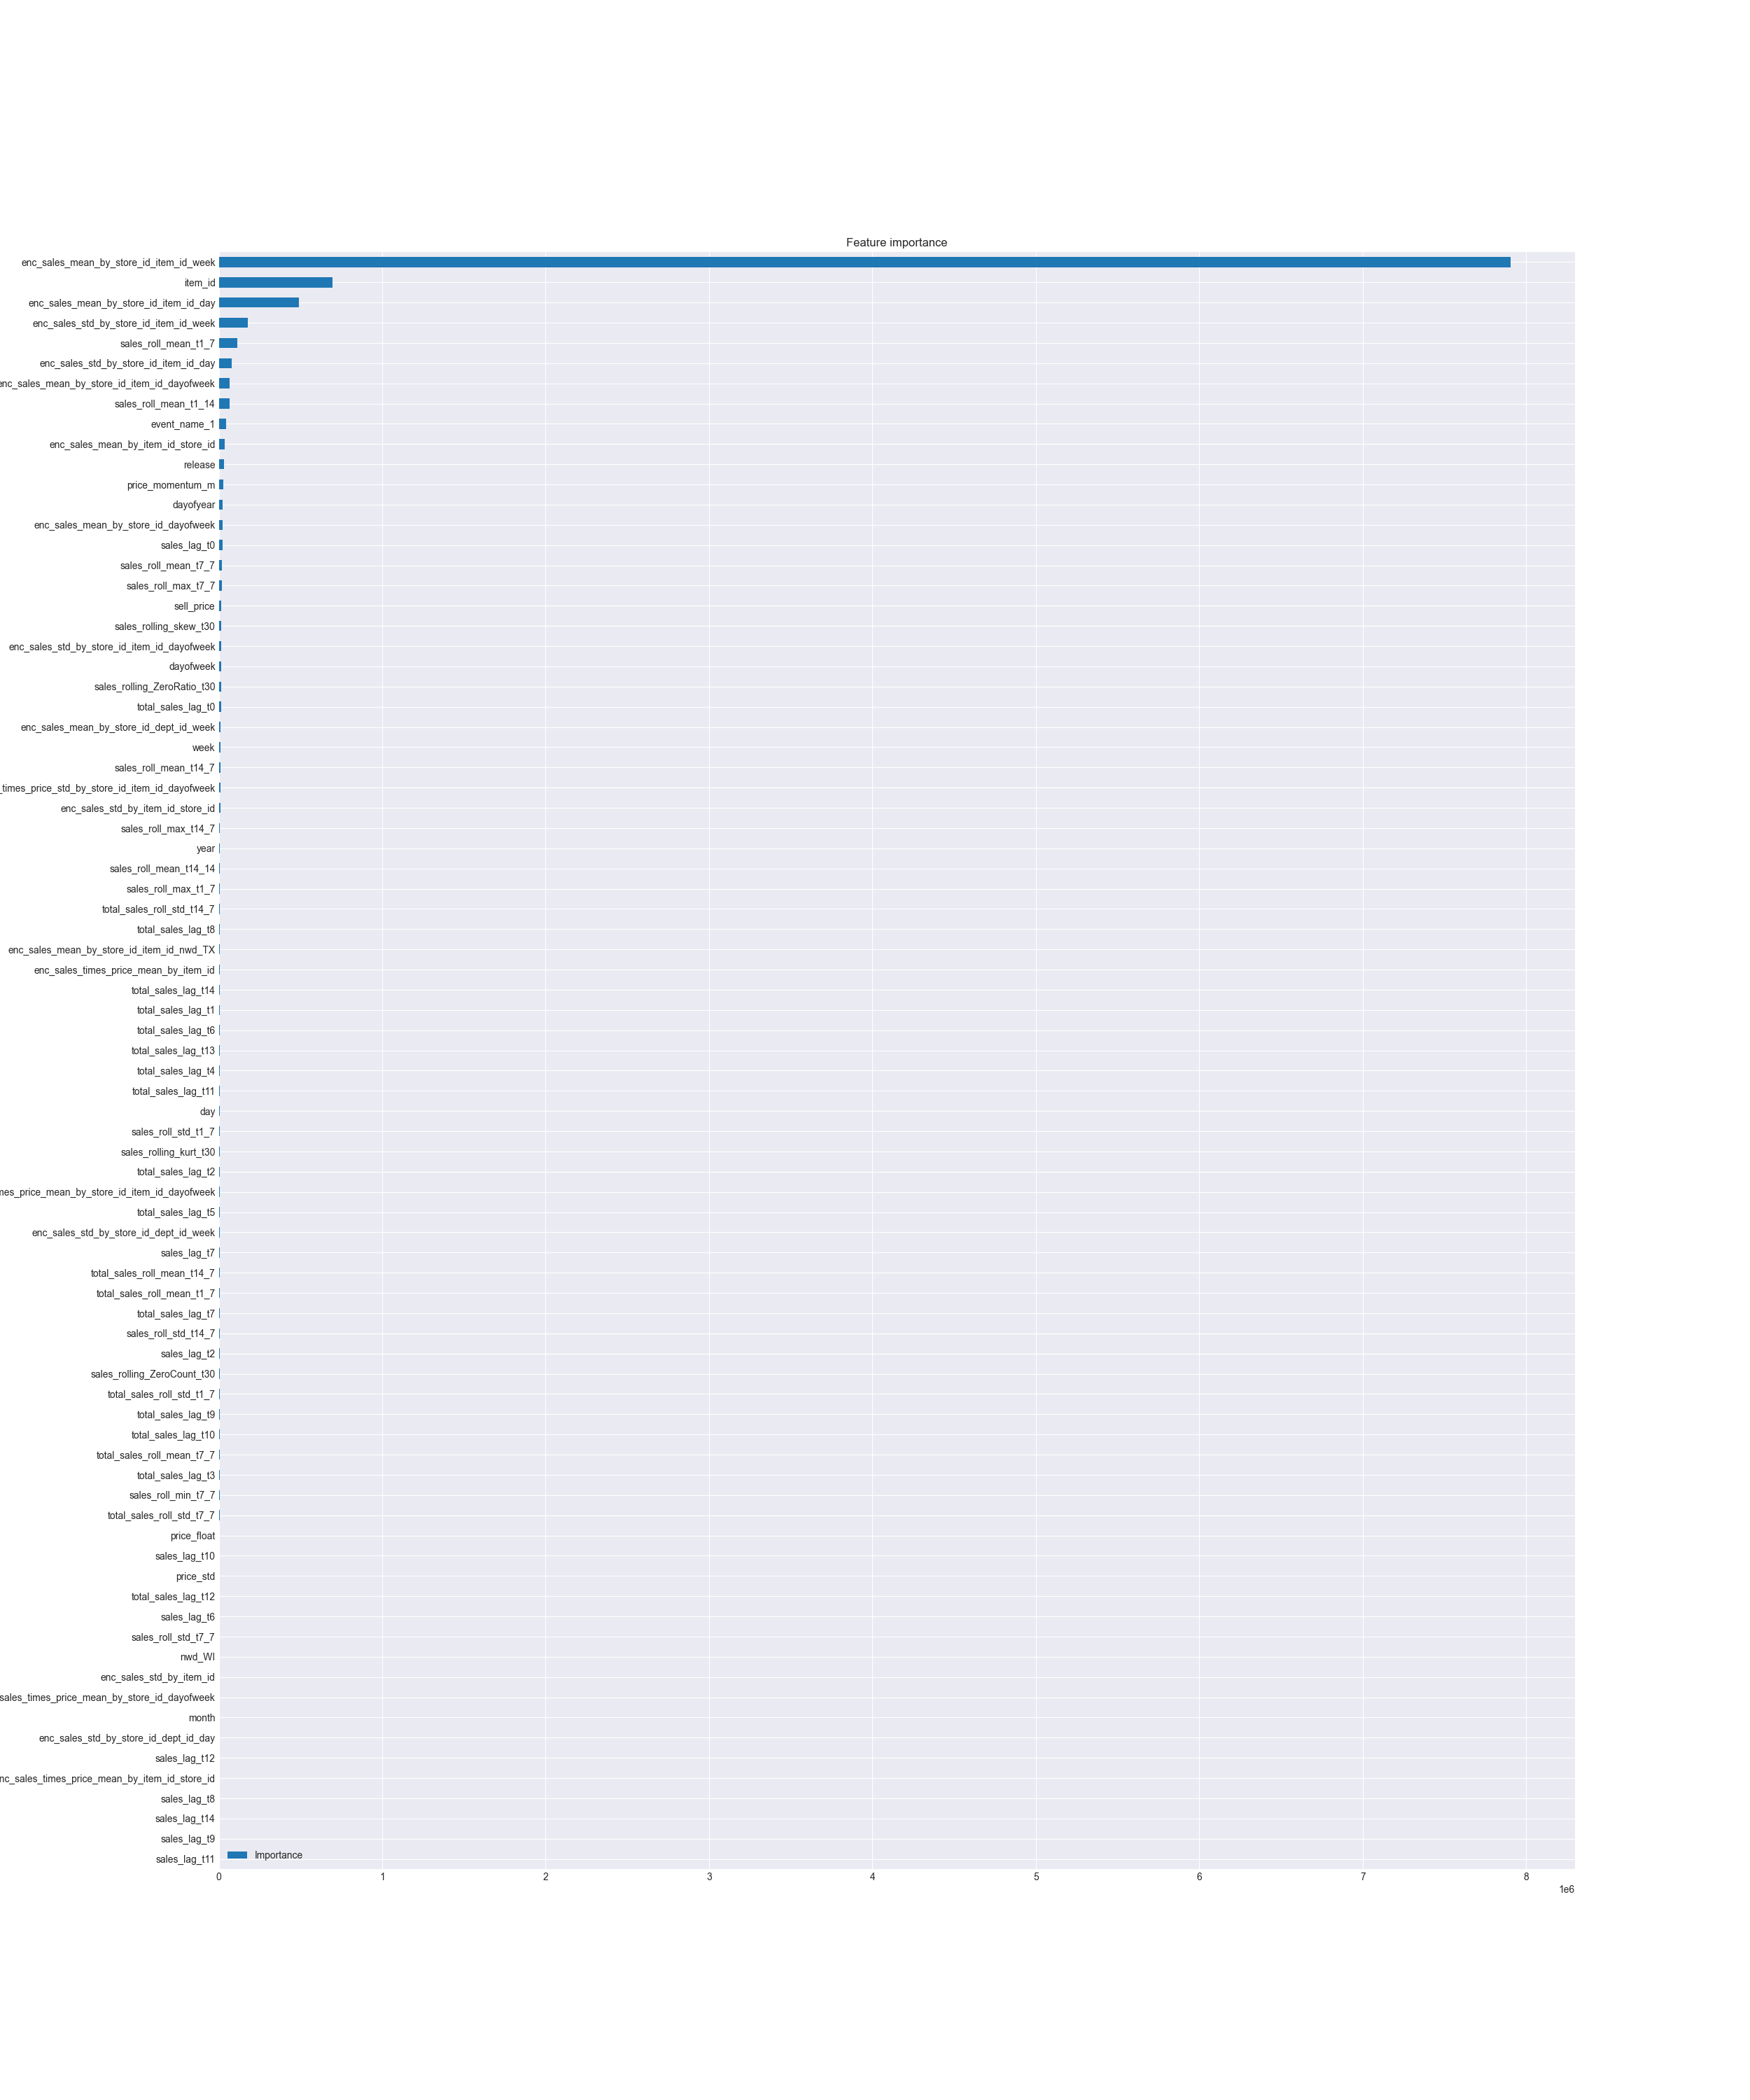 Feature importance
enc_sales_mean_by_store_id_item_id_week
item_id
enc_sales_mean_by_store_id_item_id_day
enc_sales_std_by_store_id_item_id_week
sales_roll_mean_t1_7
enc_sales_std_by_store_id_item_id_day
enc_sales_mean_by_store_id_item_id_dayofweek
sales_roll_mean_t1_14
event_name_1
enc_sales_mean_by_item_id_store_id
release
price_momentum_m
dayofyear
enc_sales_mean_by_store_id_dayofweek
sales_lag_t0
sales_roll_mean_t7_7
sales_roll_max_t7_7
sell_price
sales_rolling_skew_t30
enc_sales_std_by_store_id_item_id_dayofweek
dayofweek
sales_rolling_ZeroRatio_t30
total_sales_lag_t0
enc_sales_mean_by_store_id_dept_id_week
week
sales_roll_mean_t14_7
_times_price_std_by_store_id_item_id_dayofweek
enc_sales_std_by_item_id_store_id
sales_roll_max_t14_7
year
sales_roll_mean_t14_14
sales_roll_max_t1_7
total_sales_roll_std_t14_7
total_sales_lag_t8
enc_sales_mean_by_store_id_item_id_nwd_TX
enc_sales_times_price_mean_by_item_id
total_sales_lag_t14
total_sales_lag_t1
total_sales_lag_t6
total_sales_lag_t13
total_sales_lag_t4
total_sales_lag_t11
day
sales_roll_std_t1_7
sales_rolling_kurt_t30
total_sales_lag_t2
mes_price_mean_by_store_id_item_id_dayofweek
total_sales_lag_t5
enc_sales_std_by_store_id_dept_id_week
sales_lag_t7
total_sales_roll_mean_t14_7
total_sales_roll_mean_t1_7
total_sales_lag_t7
sales_roll_std_t14_7
sales_lag_t2
sales_rolling_ZeroCount_t30
total_sales_roll_std_t1_7
total_sales_lag_t9
total_sales_lag_t10
total_sales_roll_mean_t7_7
total_sales_lag_t3
sales_roll_min_t7_7
total_sales_roll_std_t7_7
price_float
sales_lag_t10
price_std
total_sales_lag_t12
sales_lag_t6
sales_roll_std_t7_7
nwd_WI
enc_sales_std_by_item_id
sales_times_price_mean_by_store_id_dayofweek
month
enc_sales_std_by_store_id_dept_id_day
sales_lag_t12
nc_sales_times_price_mean_by_item_id_store_id
sales_lag_t8
sales_lag_t14
sales_lag_t9
sales_lag_t11
Importance
0 1 2 3 4 5 6 7 8
1e6